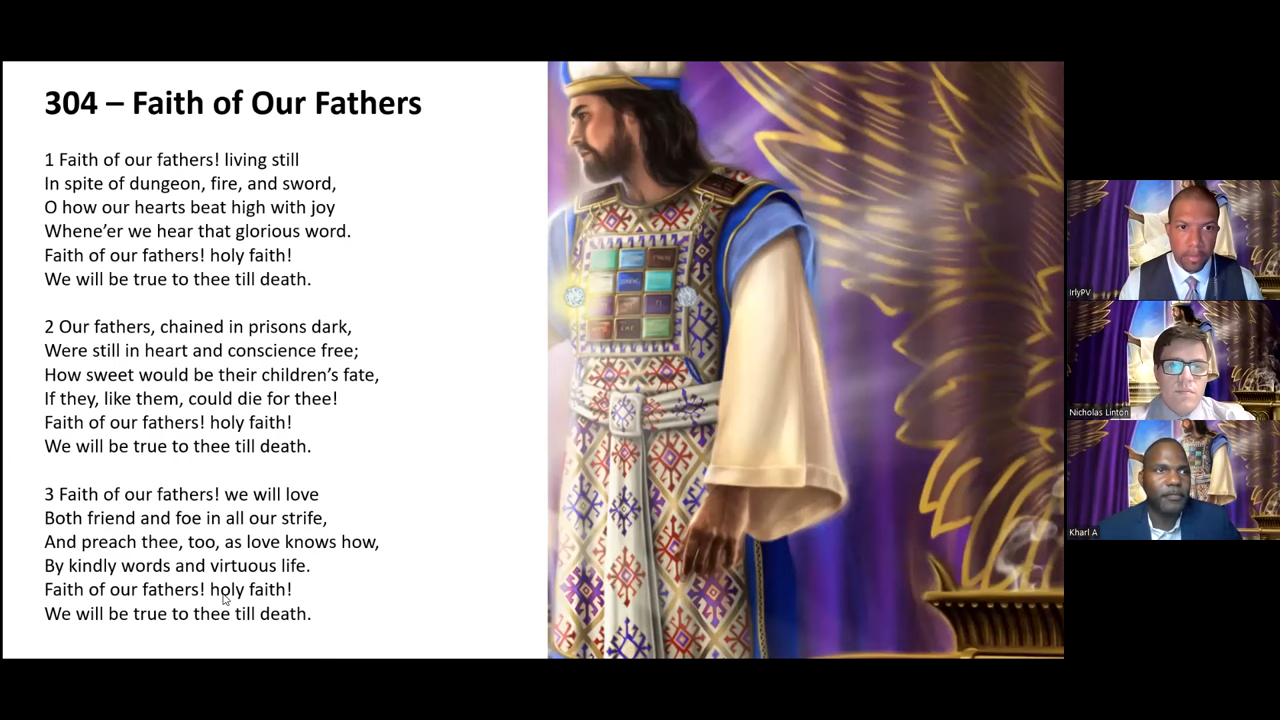 304 – Faith of Our Fathers
1 Faith of our fathers! living still
In spite of dungeon, fire, and sword,
O how our hearts beat high with joy
Whene’er we hear that glorious word.
Faith of our fathers! holy faith!
We will be true to thee till death.
2 Our fathers, chained in prisons dark,
Were still in heart and conscience free;
How sweet would be their children’s fate,
If they, like them, could die for thee!
Faith of our fathers! holy faith!
We will be true to thee till death.
3 Faith of our fathers! we will love
Both friend and foe in all our strife,
And preach thee, too, as love knows how,
By kindly words and virtuous life.
Faith of our fathers! holy faith!
We will be true to thee till death.
IrlyPV
Nicholas Linton
Kharl A